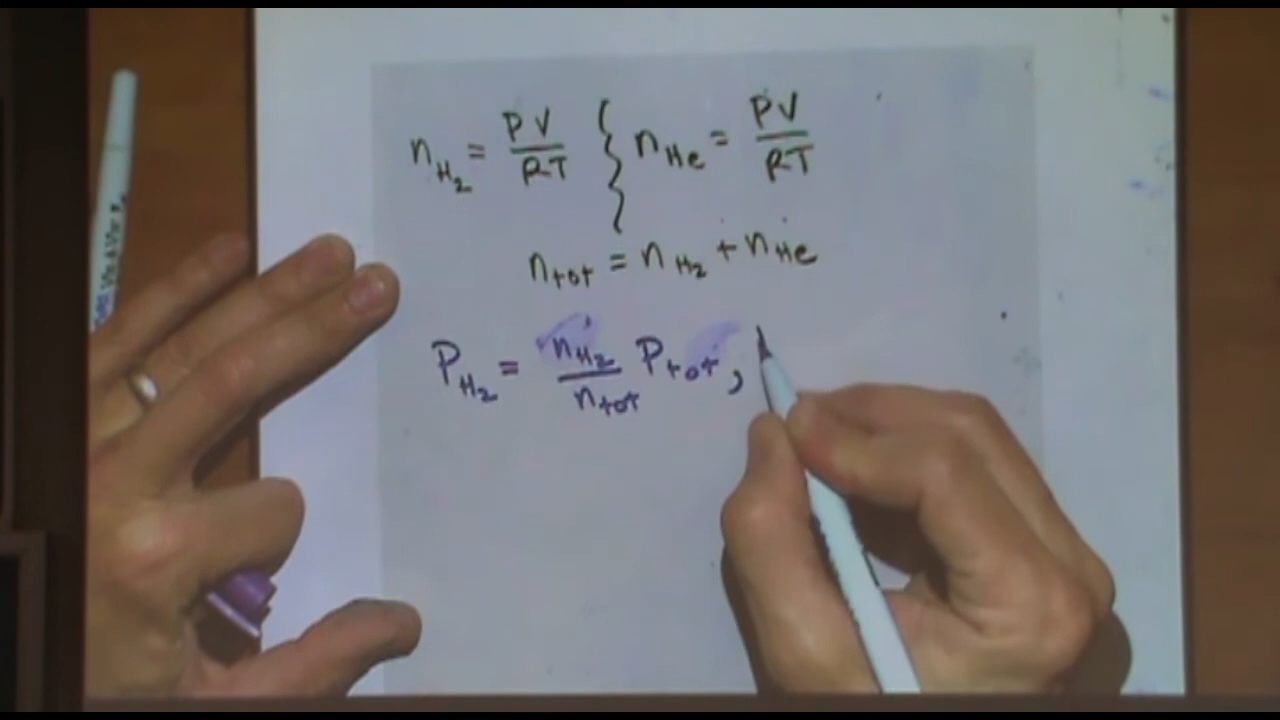 n_H₂ = PV/RT { n_He = PV/RT
n_tot = n_H₂ + n_He
P_H₂ = n_H₂/n_tot P_tot,